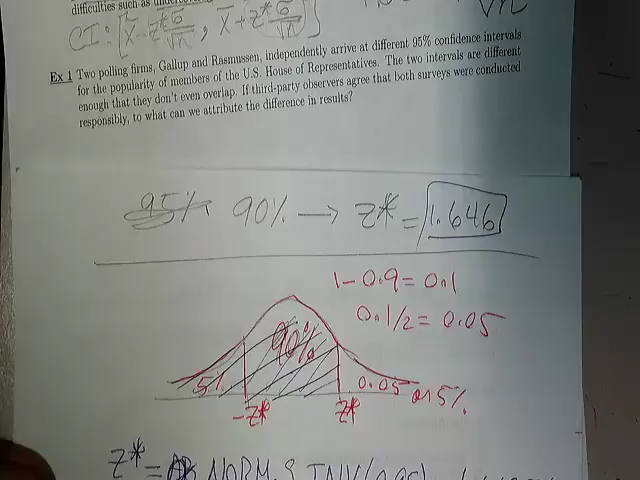 difficulties such as
CI: [x̄ - z*σ/√n, x̄ + z*σ/√n]
√n
Ex 1 Two polling firms, Gallup and Rasmussen, independently arrive at different 95% confidence intervals
for the popularity of members of the U.S. House of Representatives. The two intervals are different
enough that they don't even overlap. If third-party observers agree that both surveys were conducted
responsibly, to what can we attribute the difference in results?
95% 90% → z* = 1.646
1 - 0.9 = 0.1
0.1/2 = 0.05
90%
5% 0.05 or 5%
-z* z*
z* = NORM.S.INV(